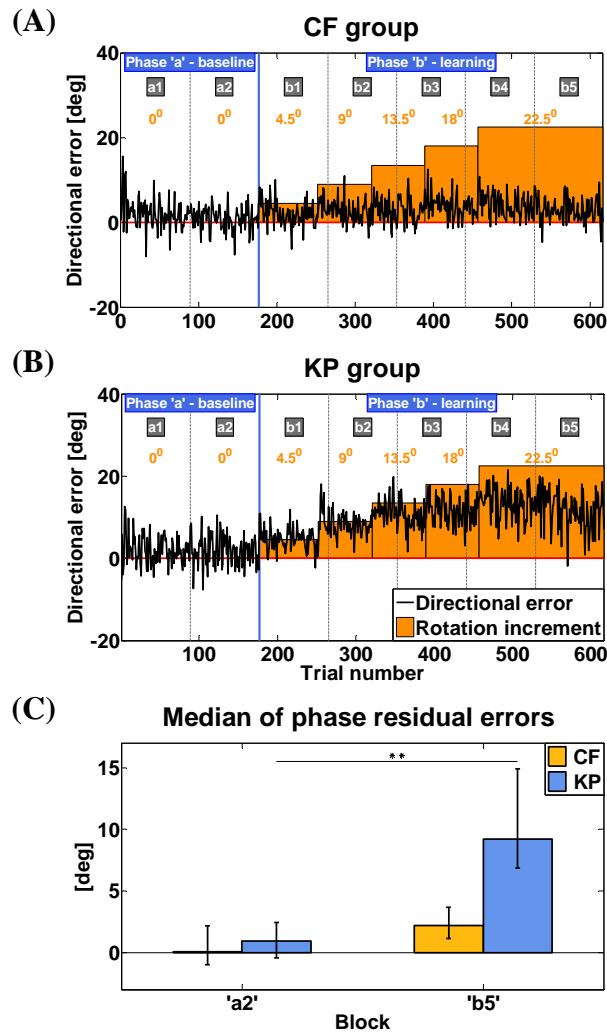 (A)
CF group
Directional error [deg]
40
20
0
-20
Phase 'a' - baseline
Phase 'b' - learning
a1 a2 b1 b2 b3 b4 b5
0⁰ 0⁰ 4.5⁰ 9⁰ 13.5⁰ 18⁰ 22.5⁰
0 100 200 300 400 500 600
(B)
KP group
Directional error [deg]
40
20
0
-20
Phase 'a' - baseline
Phase 'b' - learning
a1 a2 b1 b2 b3 b4 b5
0⁰ 0⁰ 4.5⁰ 9⁰ 13.5⁰ 18⁰ 22.5⁰
Directional error
Rotation increment
0 100 200 300 400 500 600
Trial number
(C)
Median of phase residual errors
[deg]
15
10
5
0
**
CF
KP
'a2' 'b5'
Block